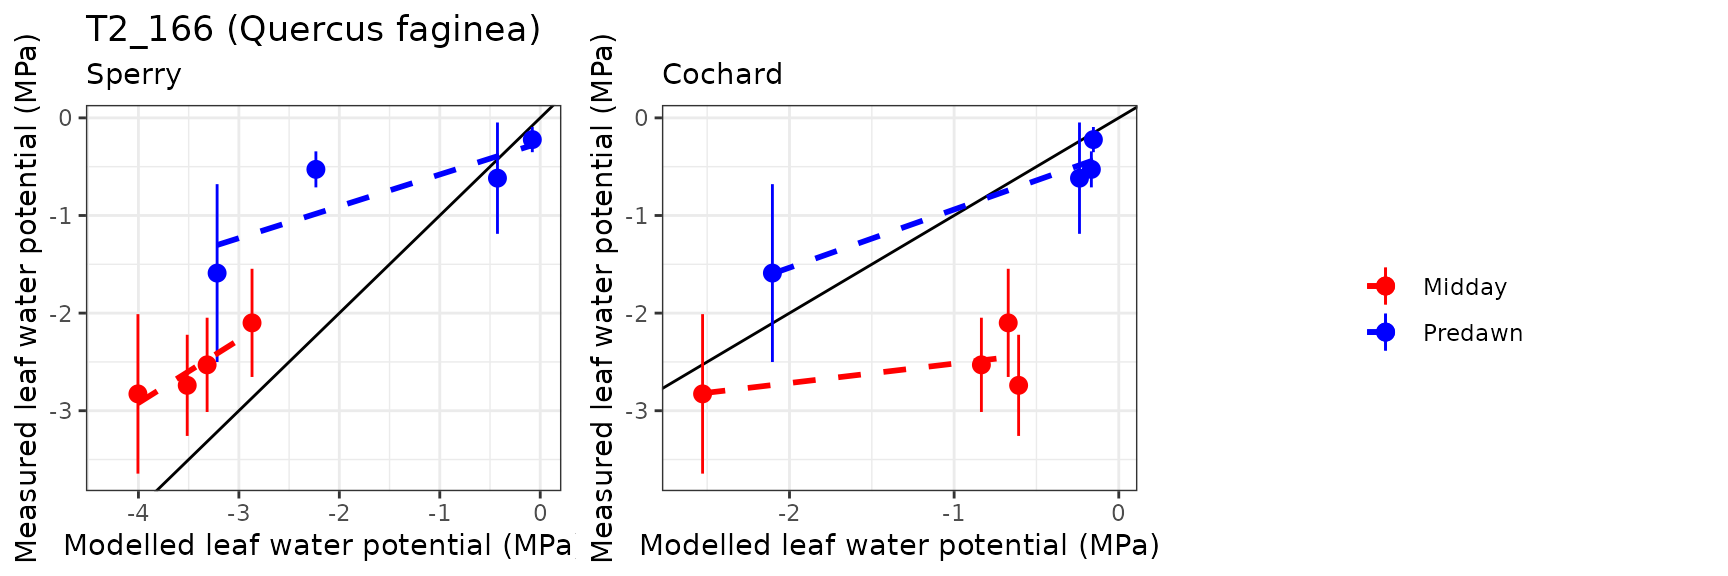 T2_166 (Quercus faginea)
Sperry
Measured leaf water potential (MPa)
0
-1
-2
-3
-4
-3
-2
-1
0
Modelled leaf water potential (MPa
Cochard
Measured leaf water potential (MPa)
0
-1
-2
-3
-2
-1
0
Modelled leaf water potential (MPa)
Midday
Predawn